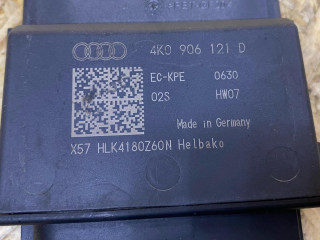 4K0 906 121 D
EC-KPE 0630
02S HW07
Made in Germany
X57 HLK4180Z60N Helbako